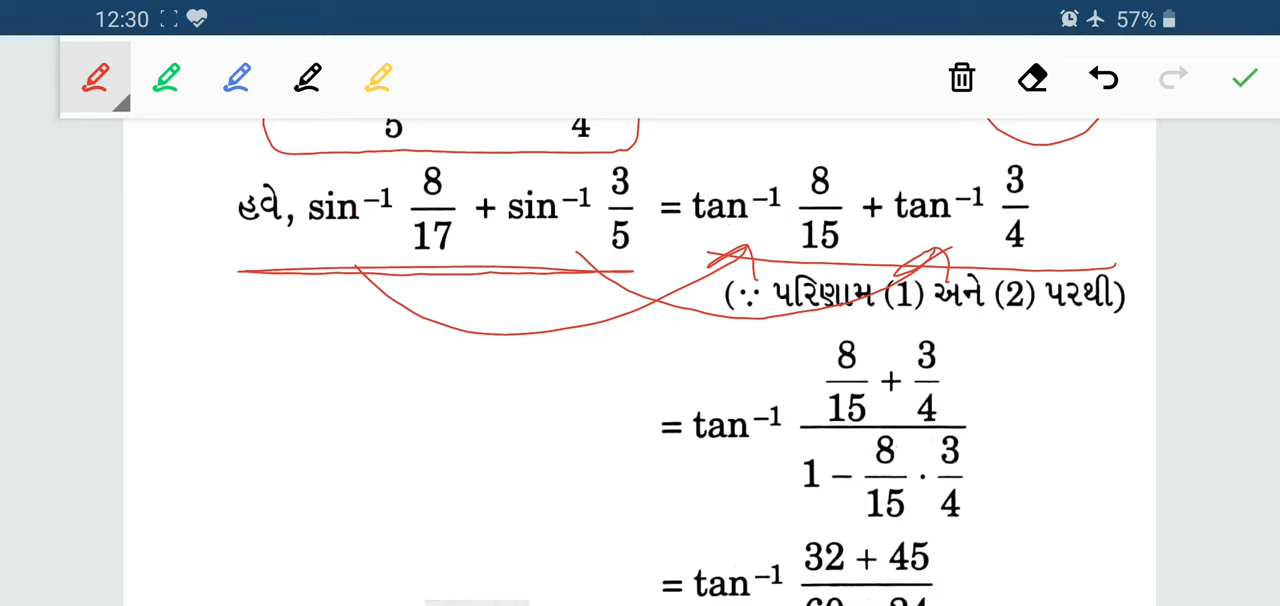 12:30 57%
5 4
હવે, sin⁻¹ 8/17 + sin⁻¹ 3/5 = tan⁻¹ 8/15 + tan⁻¹ 3/4
(∵ પરિણામ (1) અને (2) પરથી)
= tan⁻¹ (8/15 + 3/4)/(1 − 8/15 · 3/4)
= tan⁻¹ 32 + 45